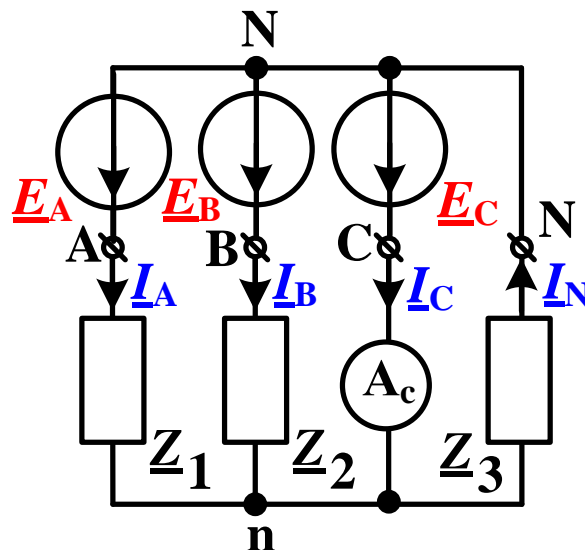 N
E_A E_B E_C
A B C N
I_A I_B I_C I_N
A_c
Z_1 Z_2 Z_3
n